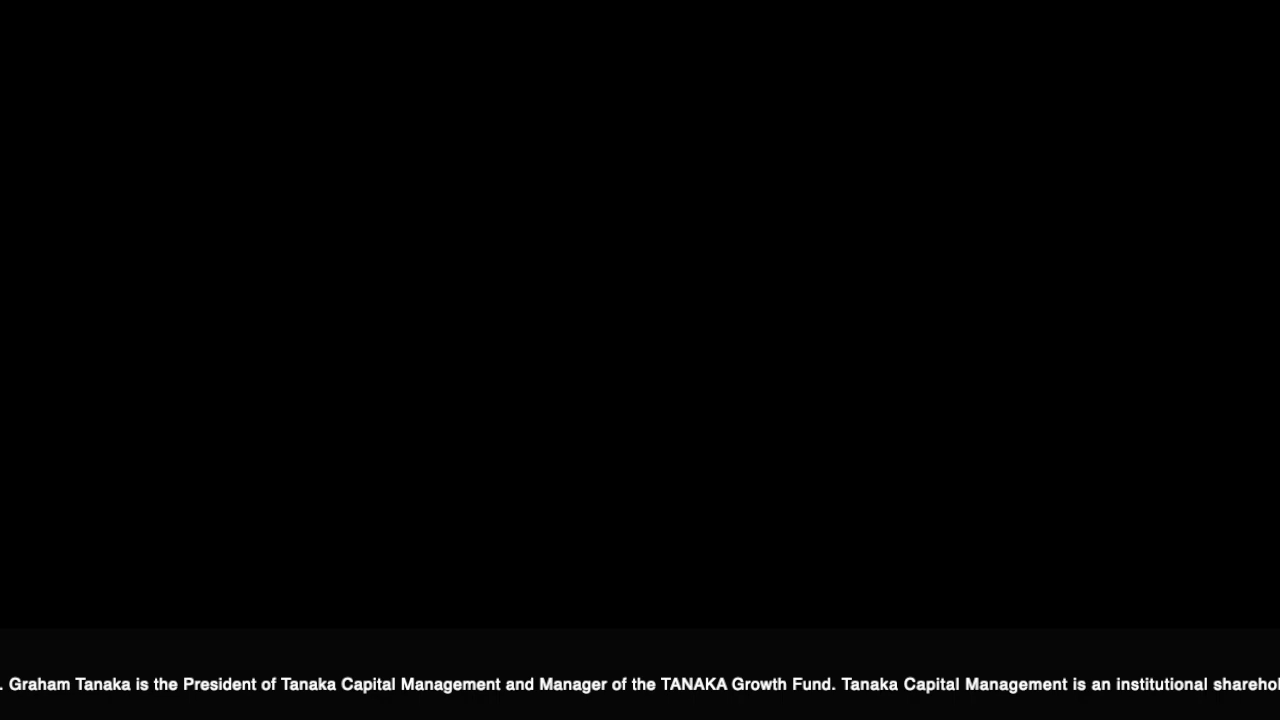 . Graham Tanaka is the President of Tanaka Capital Management and Manager of the TANAKA Growth Fund. Tanaka Capital Management is an institutional